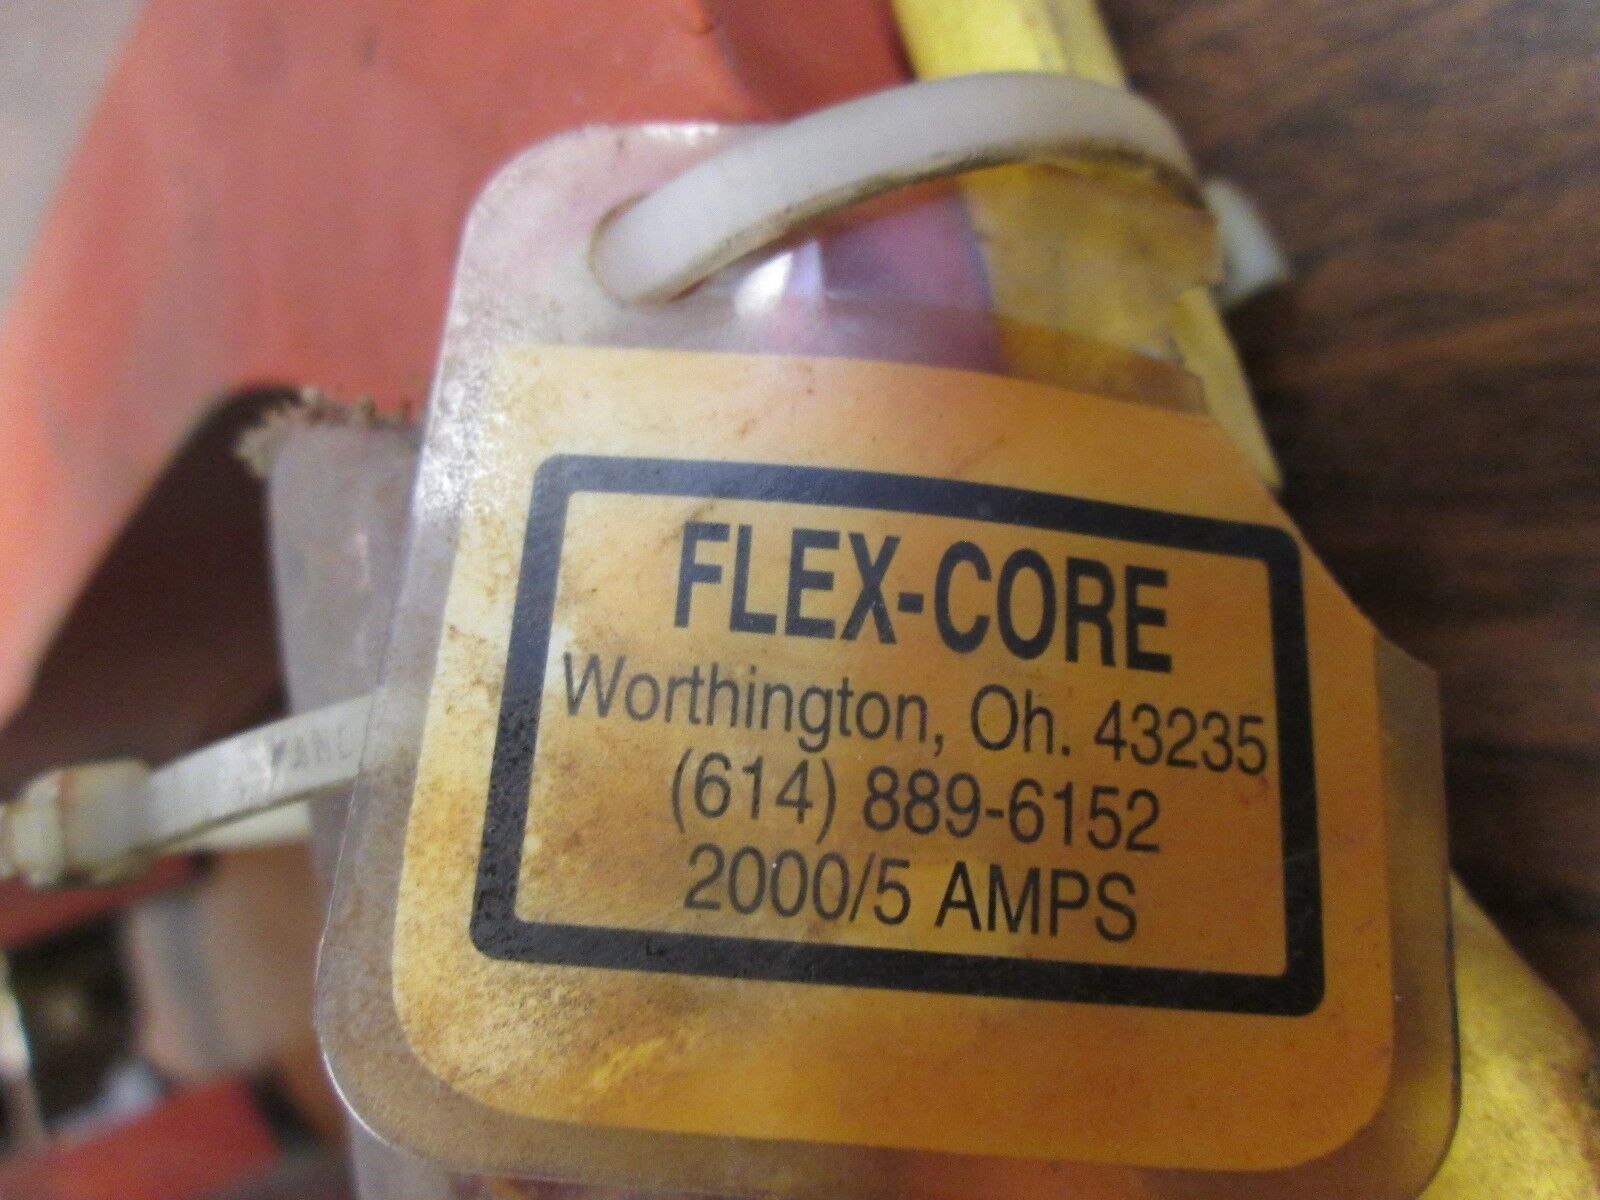 FLEX-CORE
Worthington, Oh. 43235
(614) 889-6152
2000/5 AMPS